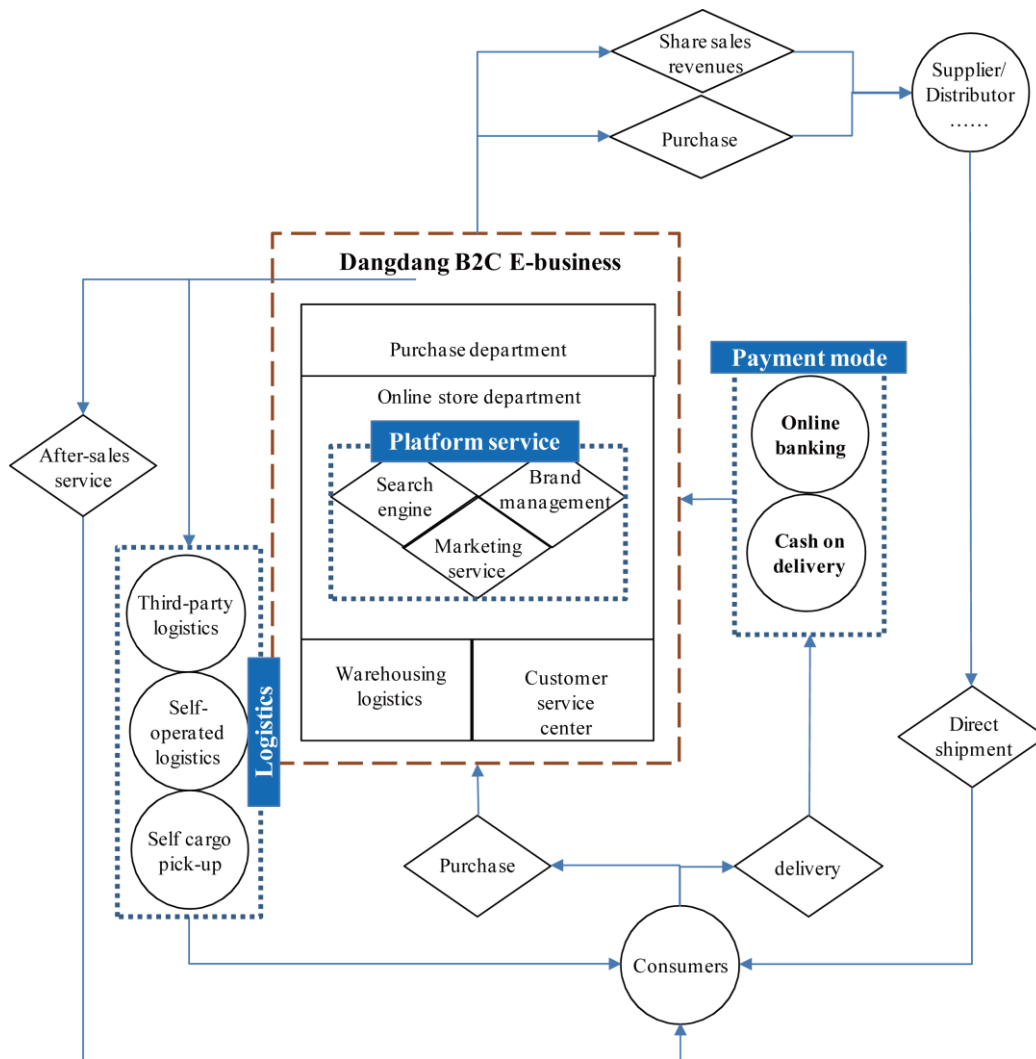 Share sales
revenues
Supplier/
Distributor
……
Purchase
Dangdang B2C E-business
Purchase department
Payment mode
Online store department
Online
banking
Platform service
After-sales
service
Search
engine
Brand
management
Marketing
service
Cash on
delivery
Third-party
logistics
Logistics
Warehousing
logistics
Customer
service
center
Self-
operated
logistics
Direct
shipment
Self cargo
pick-up
Purchase
delivery
Consumers